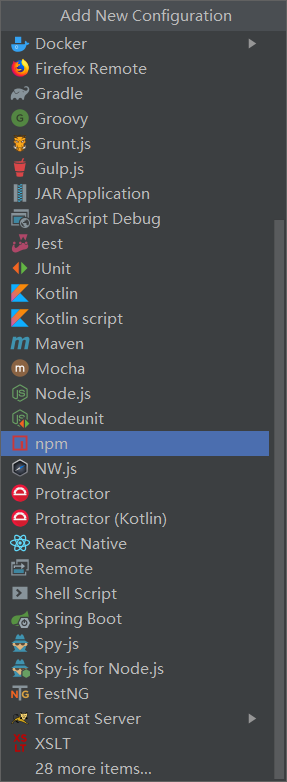 Add New Configuration
Docker
Firefox Remote
Gradle
Groovy
Grunt.js
Gulp.js
JAR Application
JavaScript Debug
Jest
JUnit
Kotlin
Kotlin script
Maven
Mocha
Node.js
Nodeunit
npm
NW.js
Protractor
Protractor (Kotlin)
React Native
Remote
Shell Script
Spring Boot
Spy-js
Spy-js for Node.js
TestNG
Tomcat Server
XSLT
28 more items...